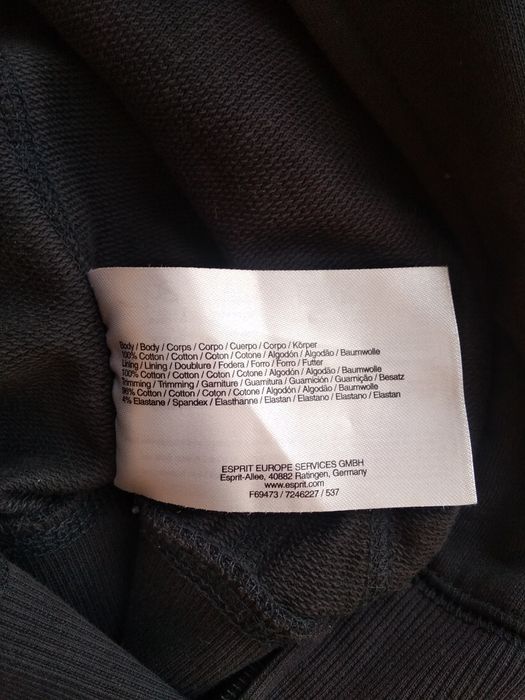 Body / Body / Corps / Corpo / Cuerpo / Corpo / Körper
100% Cotton / Cotton / Coton / Cotone / Algodón / Algodão / Baumwolle
Lining / Lining / Doublure / Fodera / Forro / Forro / Futter
100% Cotton / Cotton / Coton / Cotone / Algodón / Algodão / Baumwolle
Trimming / Trimming / Garniture / Guarnitura / Guarnición / Guarnição / Besatz
96% Cotton / Cotton / Coton / Cotone / Algodón / Algodão / Baumwolle
4% Elastane / Spandex / Élasthanne / Elastan / Elastano / Elastano / Elastan
ESPRIT EUROPE SERVICES GMBH
Esprit-Allee, 40882 Ratingen, Germany
www.esprit.com
F69473 / 7246227 / 537